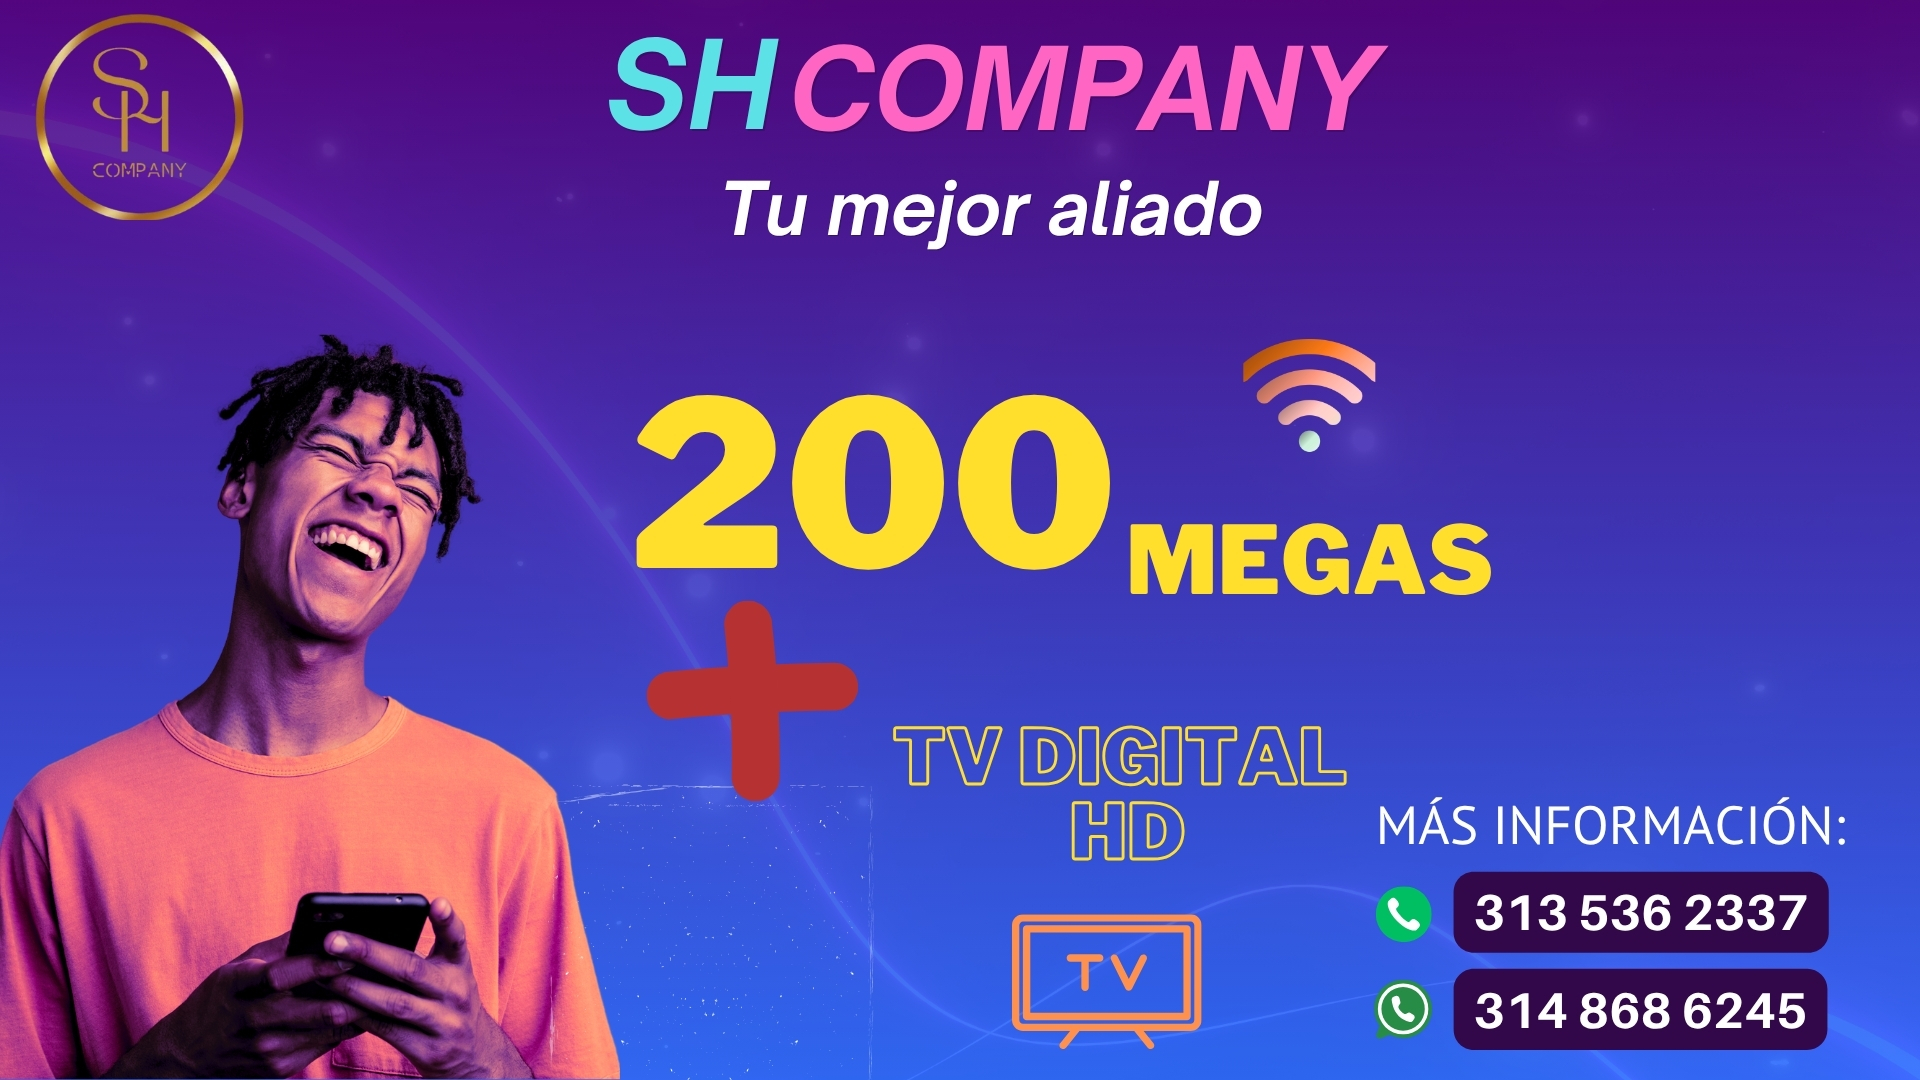 SH
COMPANY
SH COMPANY
Tu mejor aliado
200 MEGAS
TV DIGITAL
HD
TV
MÁS INFORMACIÓN:
313 536 2337
314 868 6245